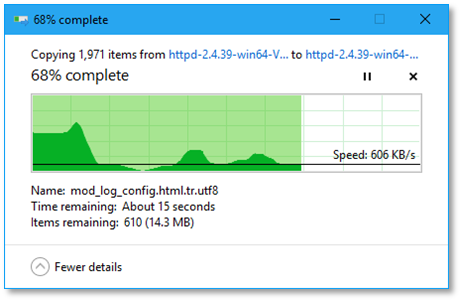 68% complete
Copying 1,971 items from httpd-2.4.39-win64-V... to httpd-2.4.39-win64-...
68% complete
Speed: 606 KB/s
Name: mod_log_config.html.tr.utf8
Time remaining: About 15 seconds
Items remaining: 610 (14.3 MB)
Fewer details